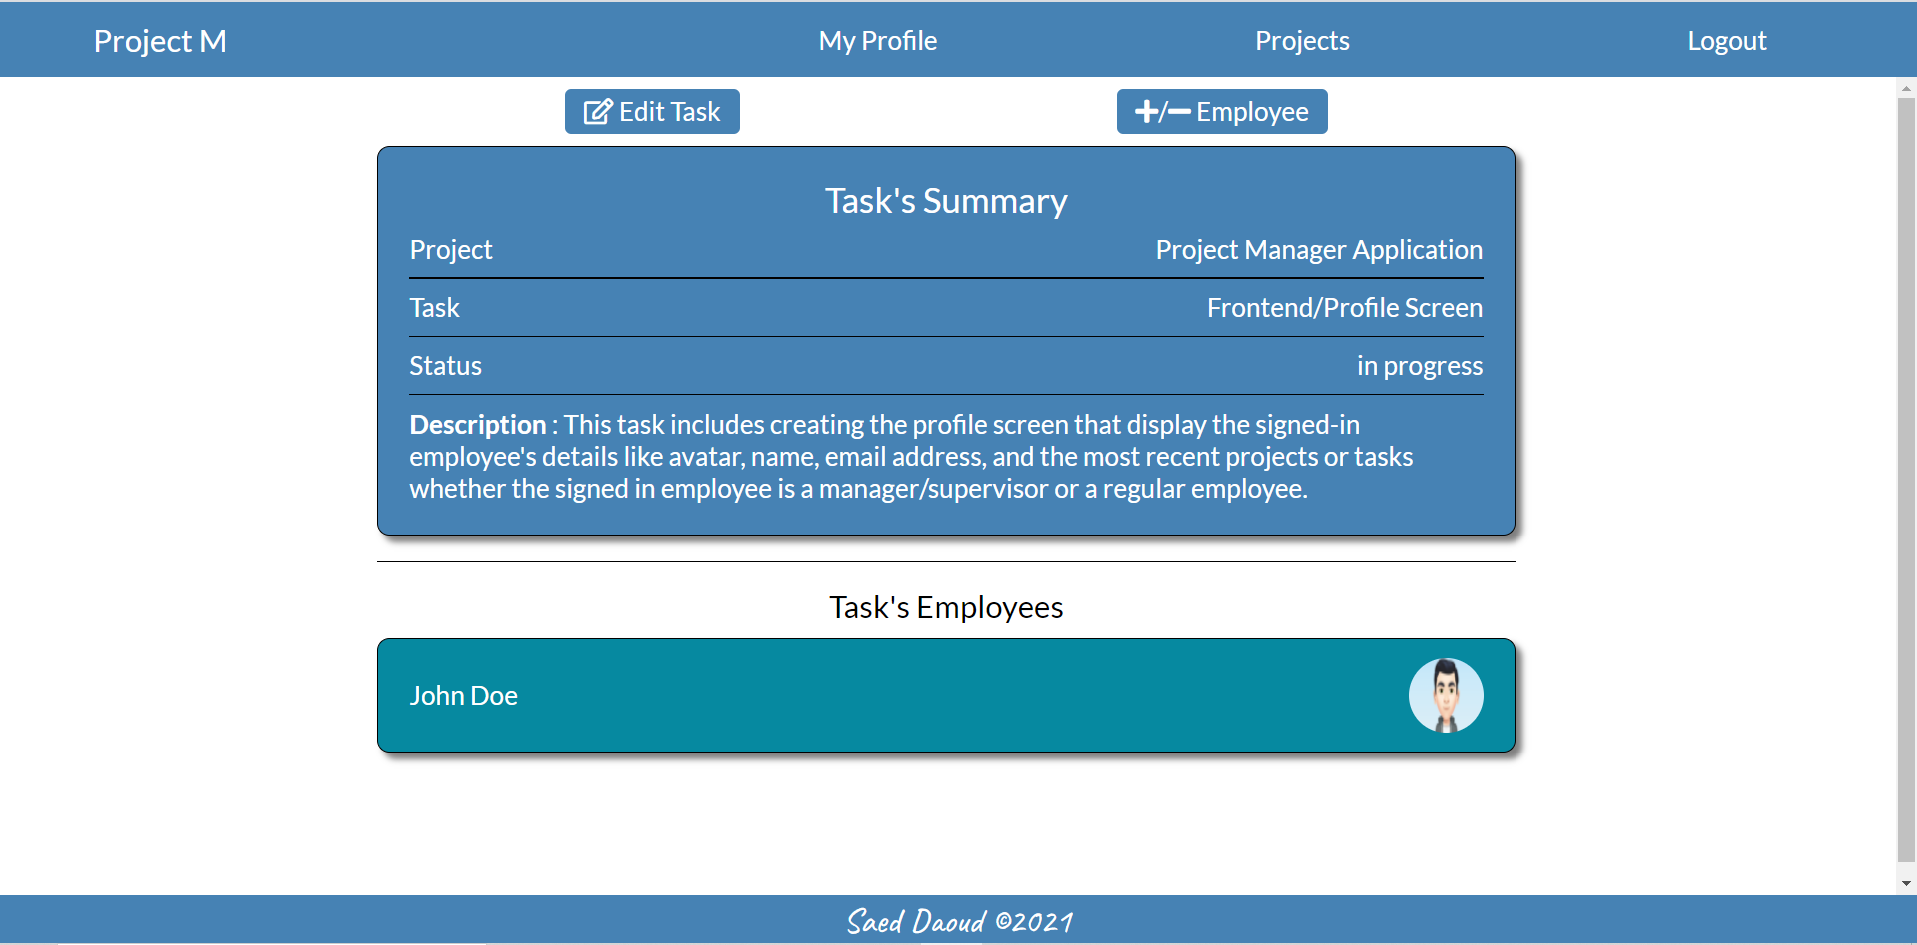 Project M
My Profile
Projects
Logout
Edit Task
/ Employee
Task's Summary
Project Project Manager Application
Task Frontend/Profile Screen
Status in progress
Description : This task includes creating the profile screen that display the signed-in
employee's details like avatar, name, email address, and the most recent projects or tasks
whether the signed in employee is a manager/supervisor or a regular employee.
Task's Employees
John Doe
Saed Daoud ©2021